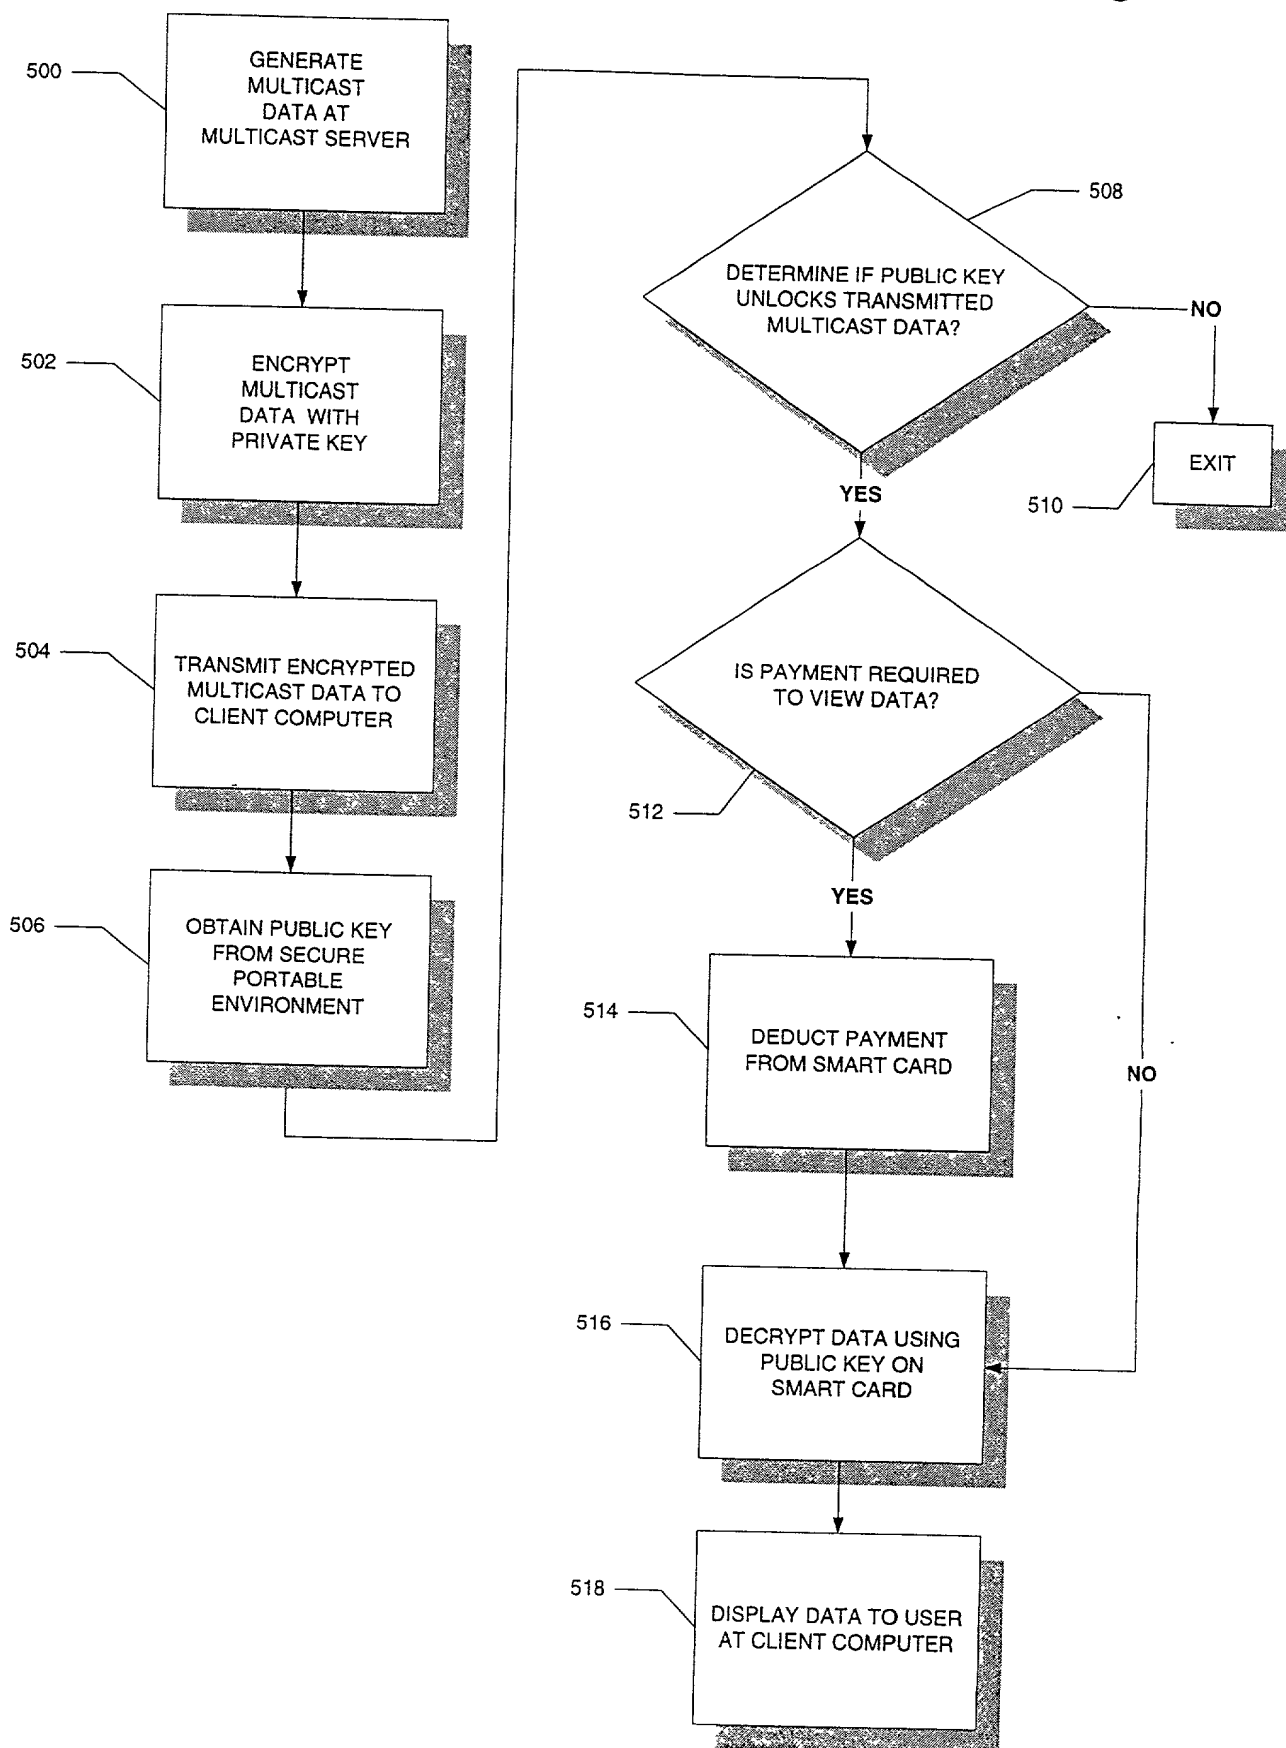 500
GENERATE
MULTICAST
DATA AT
MULTICAST SERVER
502
ENCRYPT
MULTICAST
DATA WITH
PRIVATE KEY
504
TRANSMIT ENCRYPTED
MULTICAST DATA TO
CLIENT COMPUTER
506
OBTAIN PUBLIC KEY
FROM SECURE
PORTABLE
ENVIRONMENT
508
DETERMINE IF PUBLIC KEY
UNLOCKS TRANSMITTED
MULTICAST DATA?
NO
510
EXIT
YES
512
IS PAYMENT REQUIRED
TO VIEW DATA?
YES
NO
514
DEDUCT PAYMENT
FROM SMART CARD
516
DECRYPT DATA USING
PUBLIC KEY ON
SMART CARD
518
DISPLAY DATA TO USER
AT CLIENT COMPUTER